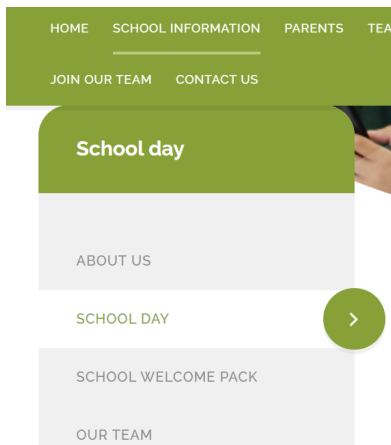 HOME SCHOOL INFORMATION PARENTS
JOIN OUR TEAM CONTACT US
School day
ABOUT US
SCHOOL DAY
SCHOOL WELCOME PACK
OUR TEAM